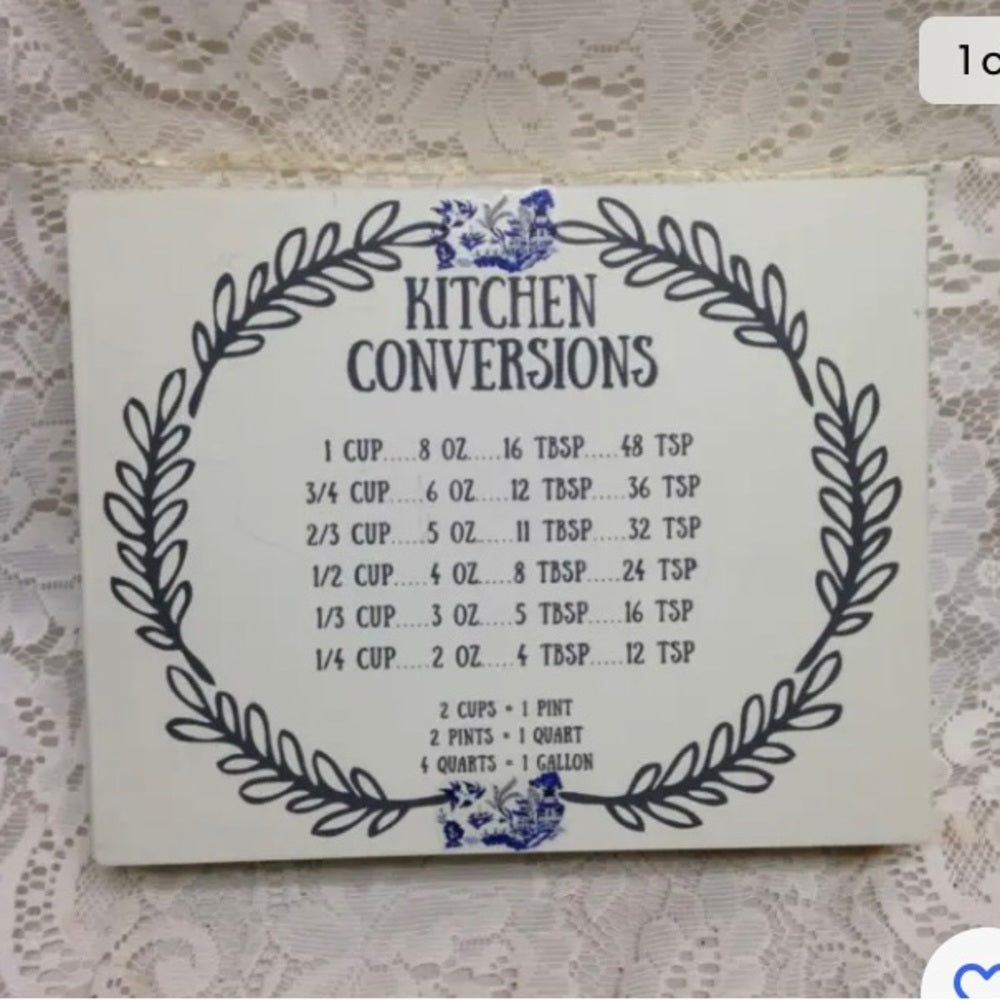 1 o
KITCHEN
CONVERSIONS
1 CUP.....8 OZ.....16 TBSP.....48 TSP
3/4 CUP.....6 OZ.....12 TBSP.....36 TSP
2/3 CUP.....5 OZ.....11 TBSP.....32 TSP
1/2 CUP.....4 OZ.....8 TBSP.....24 TSP
1/3 CUP.....3 OZ.....5 TBSP.....16 TSP
1/4 CUP.....2 OZ.....4 TBSP.....12 TSP
2 CUPS = 1 PINT
2 PINTS = 1 QUART
4 QUARTS = 1 GALLON